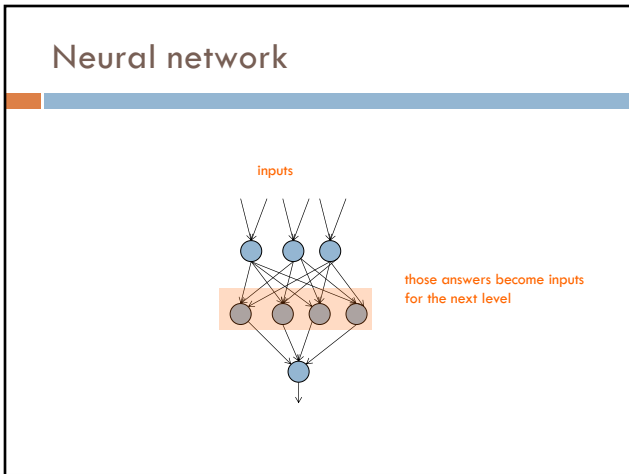 Neural network
inputs
those answers become inputs
for the next level